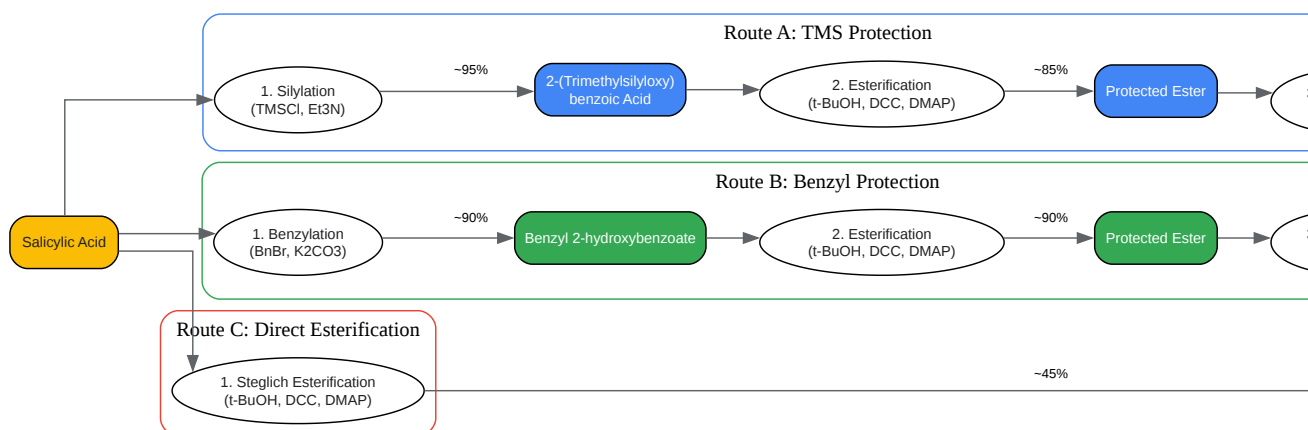 Route A: TMS Protection
1. Silylation
(TMSCl, Et3N)
~95%
2-(Trimethylsilyloxy)
benzoic Acid
2. Esterification
(t-BuOH, DCC, DMAP)
~85%
Protected Ester
Route B: Benzyl Protection
Salicylic Acid
1. Benzylation
(BnBr, K2CO3)
~90%
Benzyl 2-hydroxybenzoate
2. Esterification
(t-BuOH, DCC, DMAP)
~90%
Protected Ester
Route C: Direct Esterification
1. Steglich Esterification
(t-BuOH, DCC, DMAP)
~45%